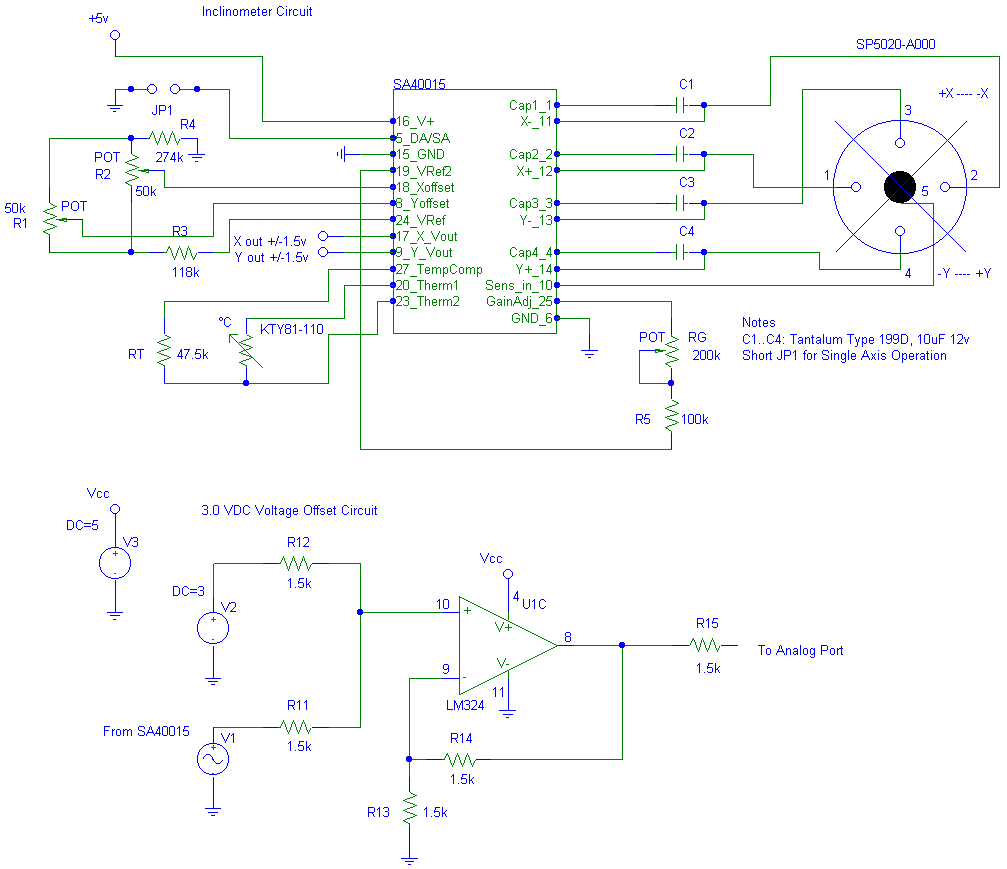 Inclinometer Circuit
+5v
SP5020-A000
SA40015
C1
+X ---- -X
Cap1_1
JP1
3
16_V+
X-_11
R4
5_DA/SA
C2
POT
274k
15_GND
Cap2_2
R2
19_VRef2
X+_12
1
2
50k
18_Xoffset
C3
5
50k
POT
8_Yoffset
Cap3_3
R1
24_VRef
Y-_13
R3
X out +/-1.5v
17_X_Vout
C4
Y out +/-1.5v
9_Y_Vout
Cap4_4
118k
27_TempComp
Y+_14
4
-Y ---- +Y
20_Therm1
Sens_in_10
23_Therm2
GainAdj_25
°C
KTY81-110
GND_6
Notes
POT
RG
C1..C4: Tantalum Type 199D, 10uF 12v
RT
47.5k
200k
Short JP1 for Single Axis Operation
R5
100k
Vcc
3.0 VDC Voltage Offset Circuit
DC=5
V3
+
-
R12
1.5k
Vcc
DC=3
V2
+
-
10
+
4
U1C
V+
R15
8
1.5k
To Analog Port
9
-
V-
11
LM324
R11
From SA40015
V1
+
-
1.5k
R14
1.5k
R13
1.5k